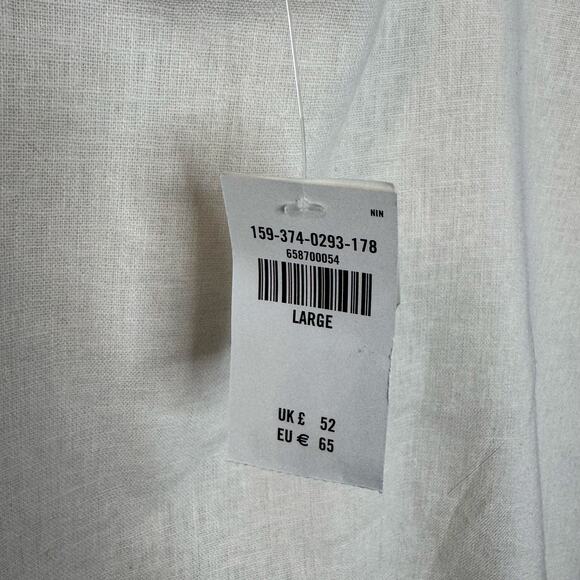 NIN
159-374-0293-178
658700054
LARGE
UK £ 52
EU € 65